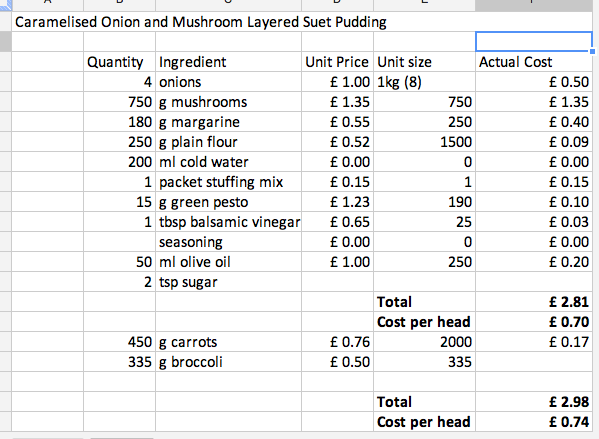 Caramelised Onion and Mushroom Layered Suet Pudding
Quantity Ingredient Unit Price Unit size Actual Cost
4 onions £ 1.00 1kg (8) £ 0.50
750 g mushrooms £ 1.35 750 £ 1.35
180 g margarine £ 0.55 250 £ 0.40
250 g plain flour £ 0.52 1500 £ 0.09
200 ml cold water £ 0.00 0 £ 0.00
1 packet stuffing mix £ 0.15 1 £ 0.15
15 g green pesto £ 1.23 190 £ 0.10
1 tbsp balsamic vinegar £ 0.65 25 £ 0.03
seasoning £ 0.00 0 £ 0.00
50 ml olive oil £ 1.00 250 £ 0.20
2 tsp sugar
Total £ 2.81
Cost per head £ 0.70
450 g carrots £ 0.76 2000 £ 0.17
335 g broccoli £ 0.50 335
Total £ 2.98
Cost per head £ 0.74